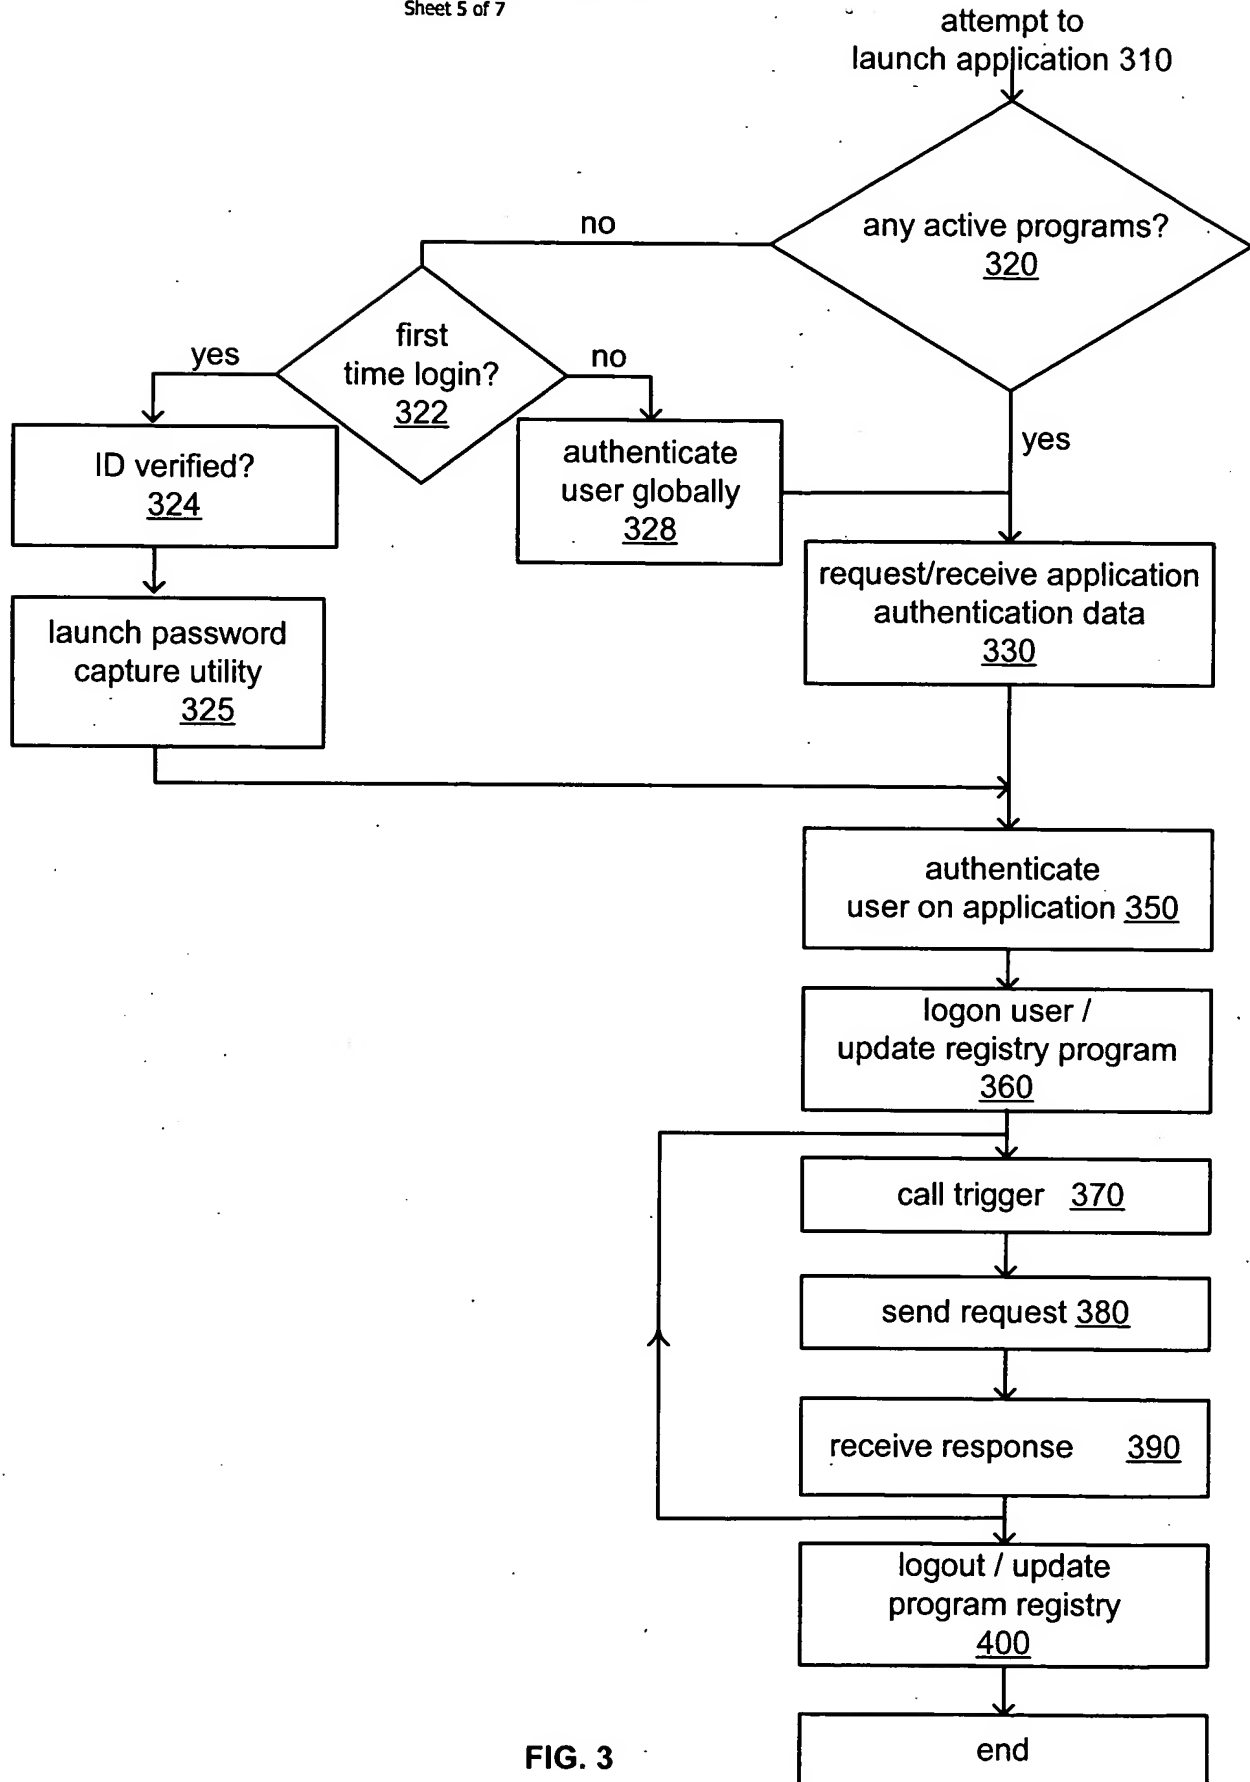 Sheet 5 of 7
attempt to
launch application 310
any active programs?
320
no
first
time login?
322
yes
no
yes
ID verified?
324
authenticate
user globally
328
request/receive application
authentication data
330
launch password
capture utility
325
authenticate
user on application 350
logon user /
update registry program
360
call trigger 370
send request 380
receive response 390
logout / update
program registry
400
end
FIG. 3